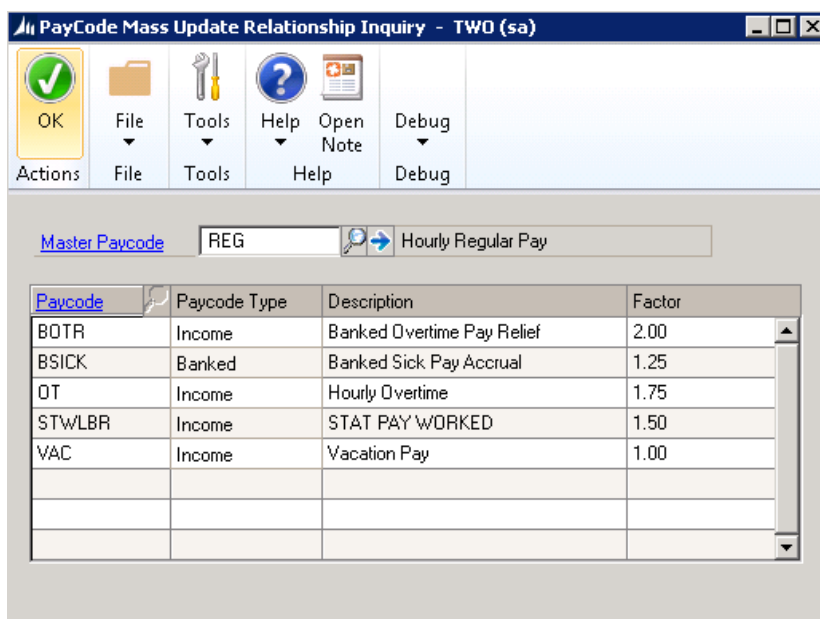 PayCode Mass Update Relationship Inquiry - TWO (sa)
OK File Tools Help Open Note Debug
Actions File Tools Help Debug
Master Paycode REG Hourly Regular Pay
Paycode Paycode Type Description Factor
BOTR Income Banked Overtime Pay Relief 2.00
BSICK Banked Banked Sick Pay Accrual 1.25
OT Income Hourly Overtime 1.75
STWLBR Income STAT PAY WORKED 1.50
VAC Income Vacation Pay 1.00